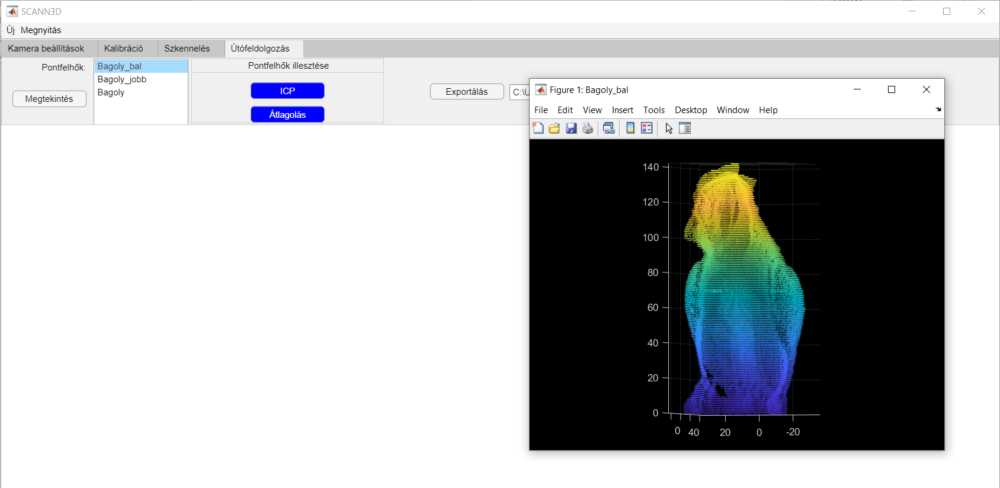 SCANNƎD
Új Megnyitás
Kamera beállítások Kalibráció Szkennelés Útófeldolgozás
Pontfelhők:
Megtekintés
Bagoly_bal
Bagoly_jobb
Bagoly
Pontfelhők illesztése
ICP
Átlagolás
Exportálás C:\U
Figure 1: Bagoly_bal
File Edit View Insert Tools Desktop Window Help
140
120
100
80
60
40
20
0
0 40 20 0 -20